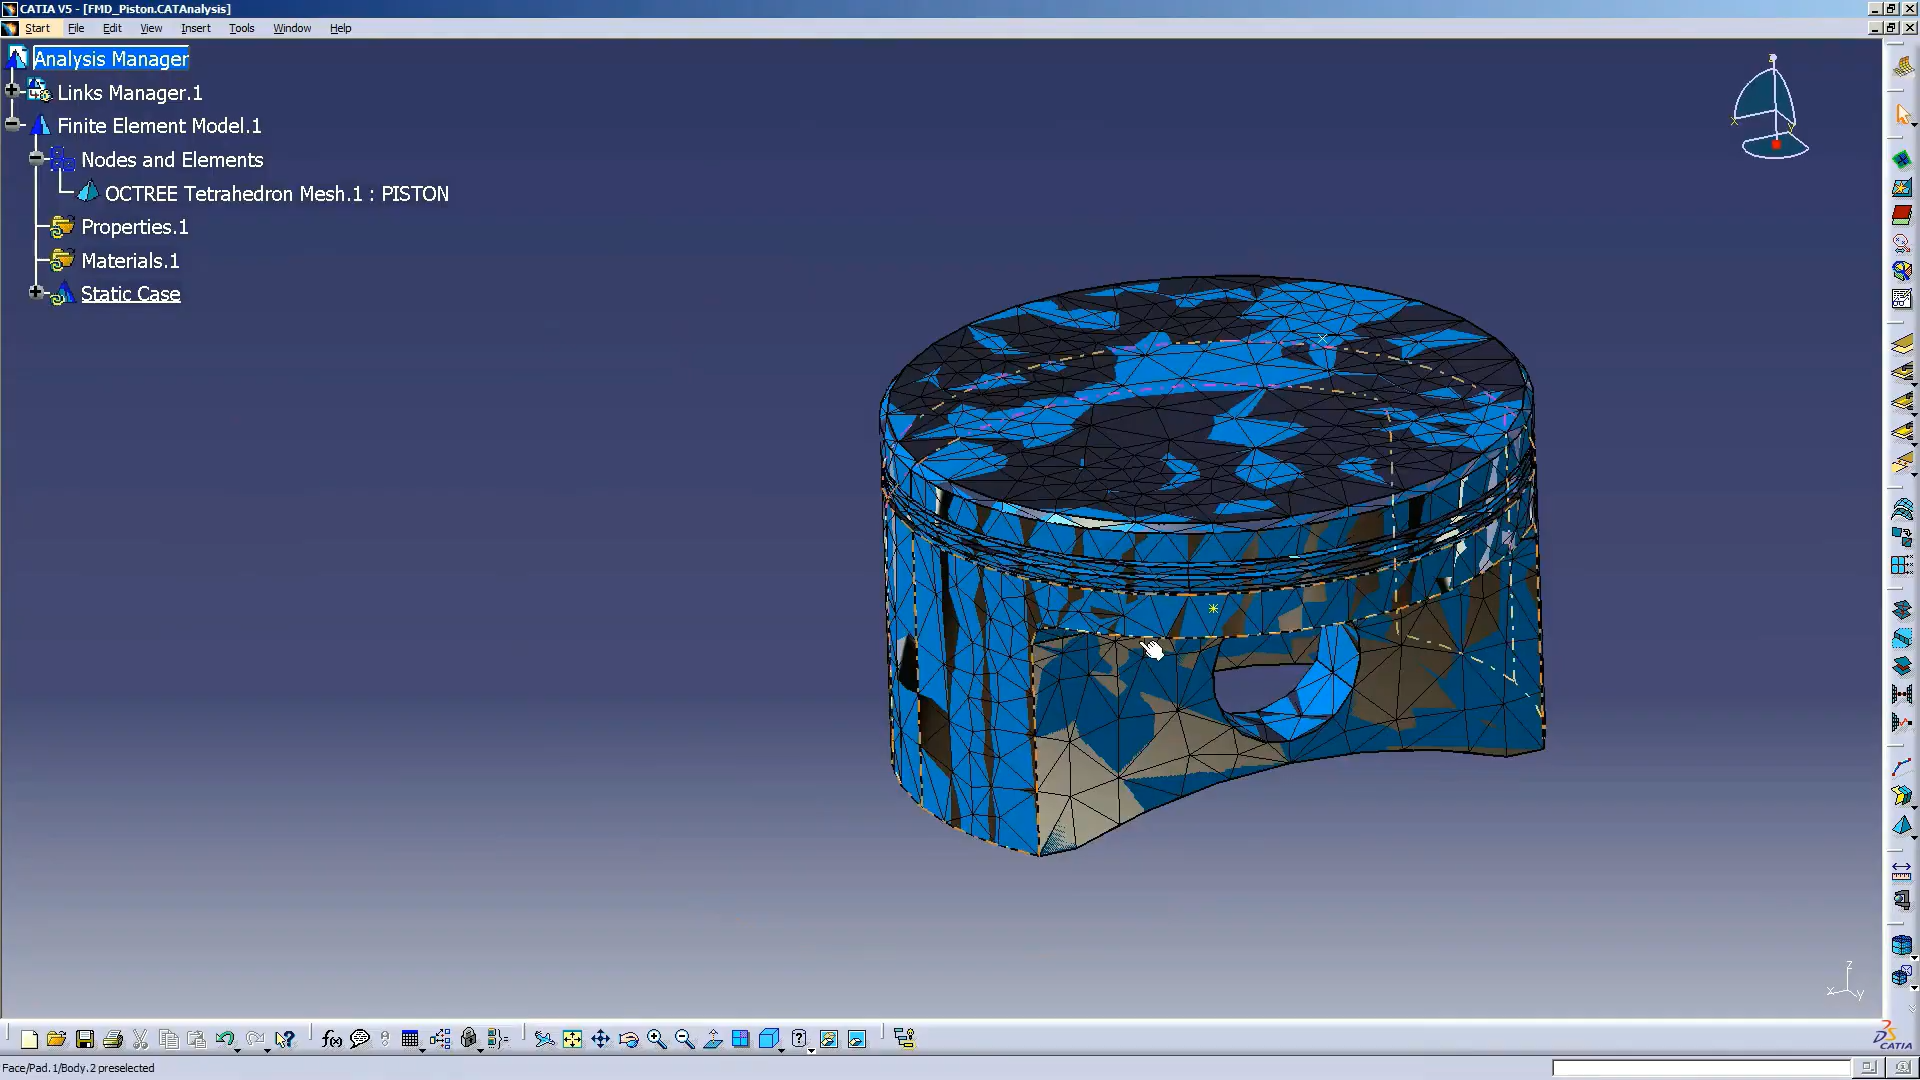 CATIA V5 - [FMD_Piston.CATAnalysis]
Start File Edit View Insert Tools Window Help
Analysis Manager
Links Manager.1
Finite Element Model.1
Nodes and Elements
OCTREE Tetrahedron Mesh.1 : PISTON
Properties.1
Materials.1
Static Case
z
x y
CATIA
Face/Pad.1/Body.2 preselected